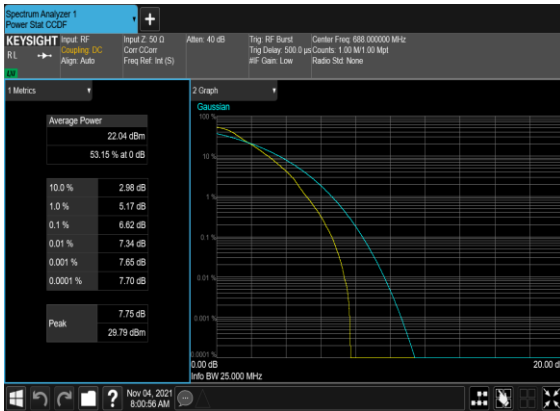 Spectrum Analyzer 1
Power Stat CCDF
+
KEYSIGHT
RL
LXI
Input: RF
Coupling: DC
Align: Auto
Input Z: 50 Ω
Corr CCorr
Freq Ref: Int (S)
Atten: 40 dB
Trig: RF Burst
Trig Delay: 500.0 µs
#IF Gain: Low
Center Freq: 688.000000 MHz
Counts: 1.00 M/1.00 Mpt
Radio Std: None
1 Metrics
Average Power
22.04 dBm
53.15 % at 0 dB
10.0 % 2.98 dB
1.0 % 5.17 dB
0.1 % 6.62 dB
0.01 % 7.34 dB
0.001 % 7.65 dB
0.0001 % 7.70 dB
Peak
7.75 dB
29.79 dBm
2 Graph
Gaussian
100 %
10 %
1 %
0.1 %
0.01 %
0.001 %
0.0001 %
0.00 dB
20.00 d
Info BW 25.000 MHz
?
Nov 04, 2021
8:00:56 AM